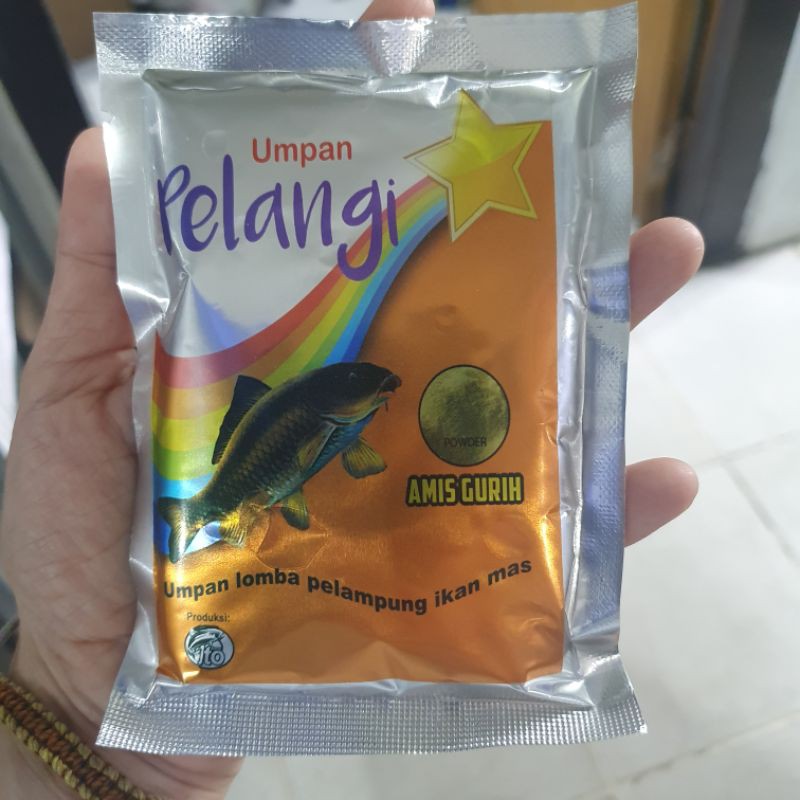 Umpan
Pelangi
POWDER
AMIS GURIH
Umpan lomba pelampung ikan mas
Produksi: